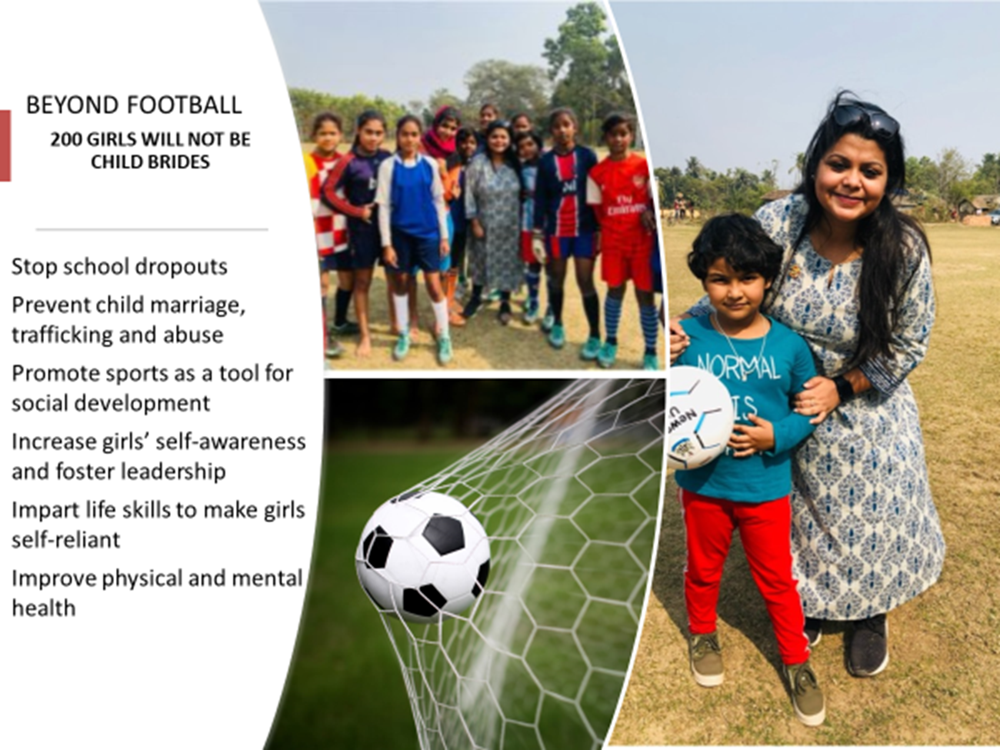 BEYOND FOOTBALL
200 GIRLS WILL NOT BE
CHILD BRIDES
Stop school dropouts
Prevent child marriage,
trafficking and abuse
Promote sports as a tool for
social development
Increase girls’ self-awareness
and foster leadership
Impart life skills to make girls
self-reliant
Improve physical and mental
health
Fly
Emirates
NORMAL
IS